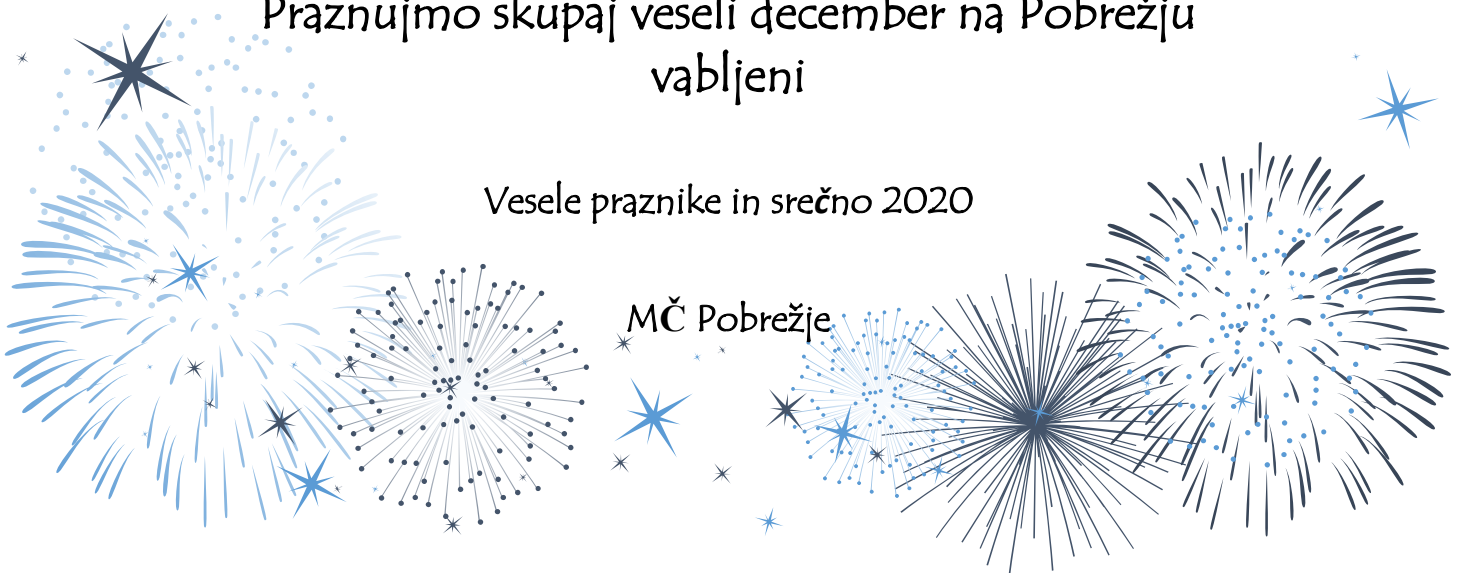 Praznujmo skupaj veseli december na Pobrežju
vabljeni
Vesele praznike in srečno 2020
MČ Pobrežje